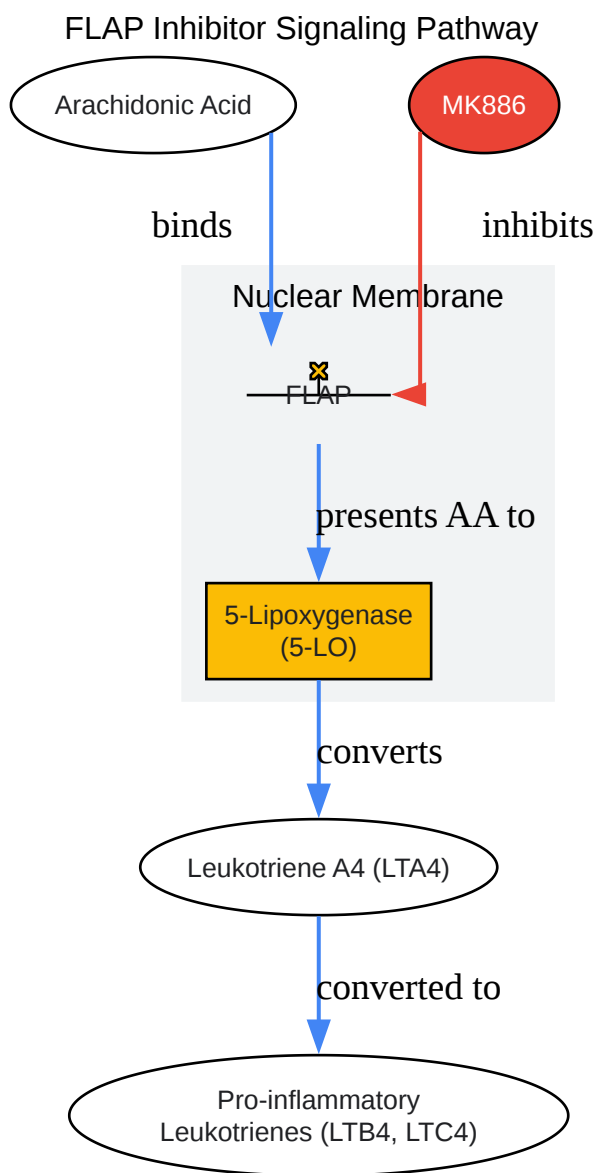 FLAP Inhibitor Signaling Pathway
Arachidonic Acid
MK886
binds
inhibits
Nuclear Membrane
FLAP
presents AA to
5-Lipoxygenase
(5-LO)
converts
Leukotriene A4 (LTA4)
converted to
Pro-inflammatory
Leukotrienes (LTB4, LTC4)